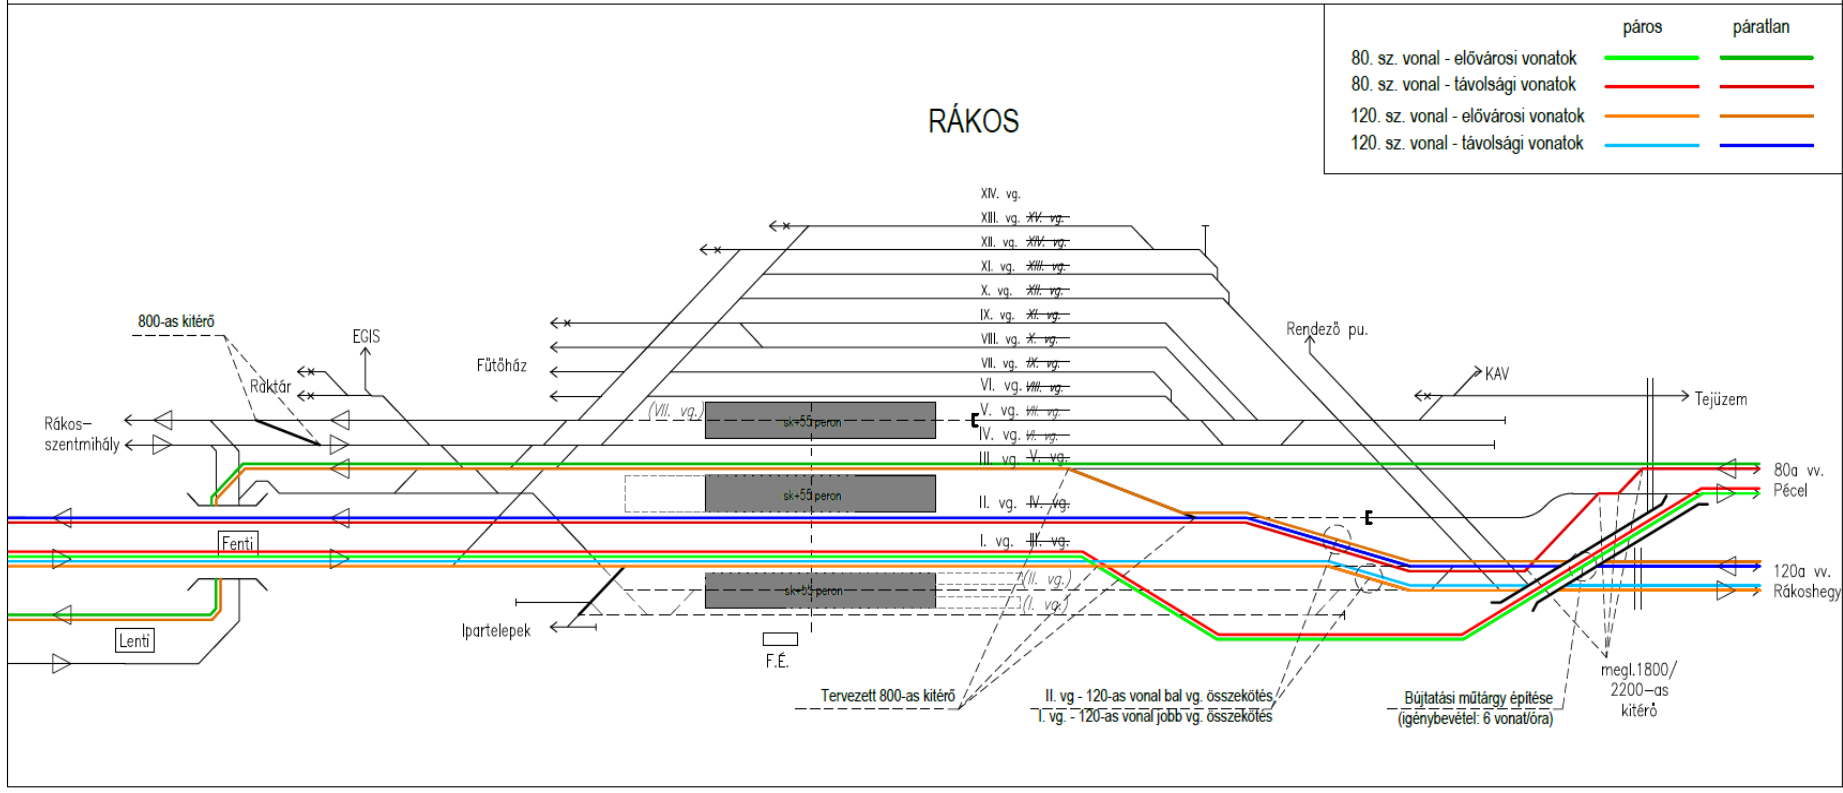 páros páratlan
80. sz. vonal - elővárosi vonatok
80. sz. vonal - távolsági vonatok
120. sz. vonal - elővárosi vonatok
120. sz. vonal - távolsági vonatok
RÁKOS
XIV. vg.
XIII. vg. XV. vg.
XII. vg. XIV. vg.
XI. vg. XIII. vg.
X. vg. XII. vg.
IX. vg. XI. vg.
VIII. vg. X. vg.
VII. vg. IX. vg.
VI. vg. VIII. vg.
V. vg. VII. vg.
IV. vg. VI. vg.
III. vg. V. vg.
II. vg. IV. vg.
I. vg. III. vg.
(II. vg.)
(I. vg.)
(VII. vg.)
800-as kitérő
EGIS
Raktár
Fűtőház
Rákos-
szentmihály
sk+55 peron
sk+55 peron
sk+55 peron
Rendező pu.
KAV
Tejüzem
80a vv.
Pécel
120a vv.
Rákoshegy
Fenti
Lenti
Ipartelepek
F.É.
Tervezett 800-as kitérő
II. vg - 120-as vonal bal vg. összekötés
I. vg. - 120-as vonal jobb vg. összekötés
Bújtatási műtárgy építése
(igénybevétel: 6 vonat/óra)
megl.1800/
2200-as
kitérő